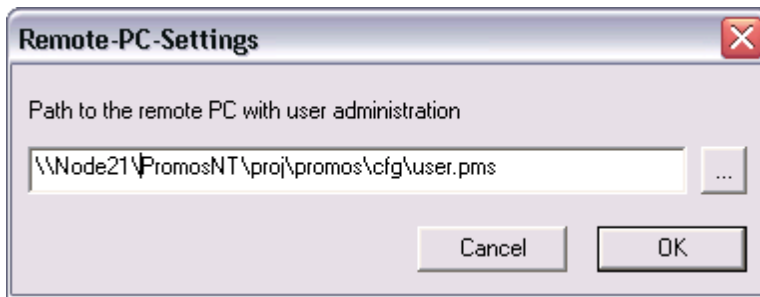 Remote-PC-Settings
Path to the remote PC with user administration
\\Node21\PromosNT\proj\promos\cfg\user.pms
...
Cancel
OK